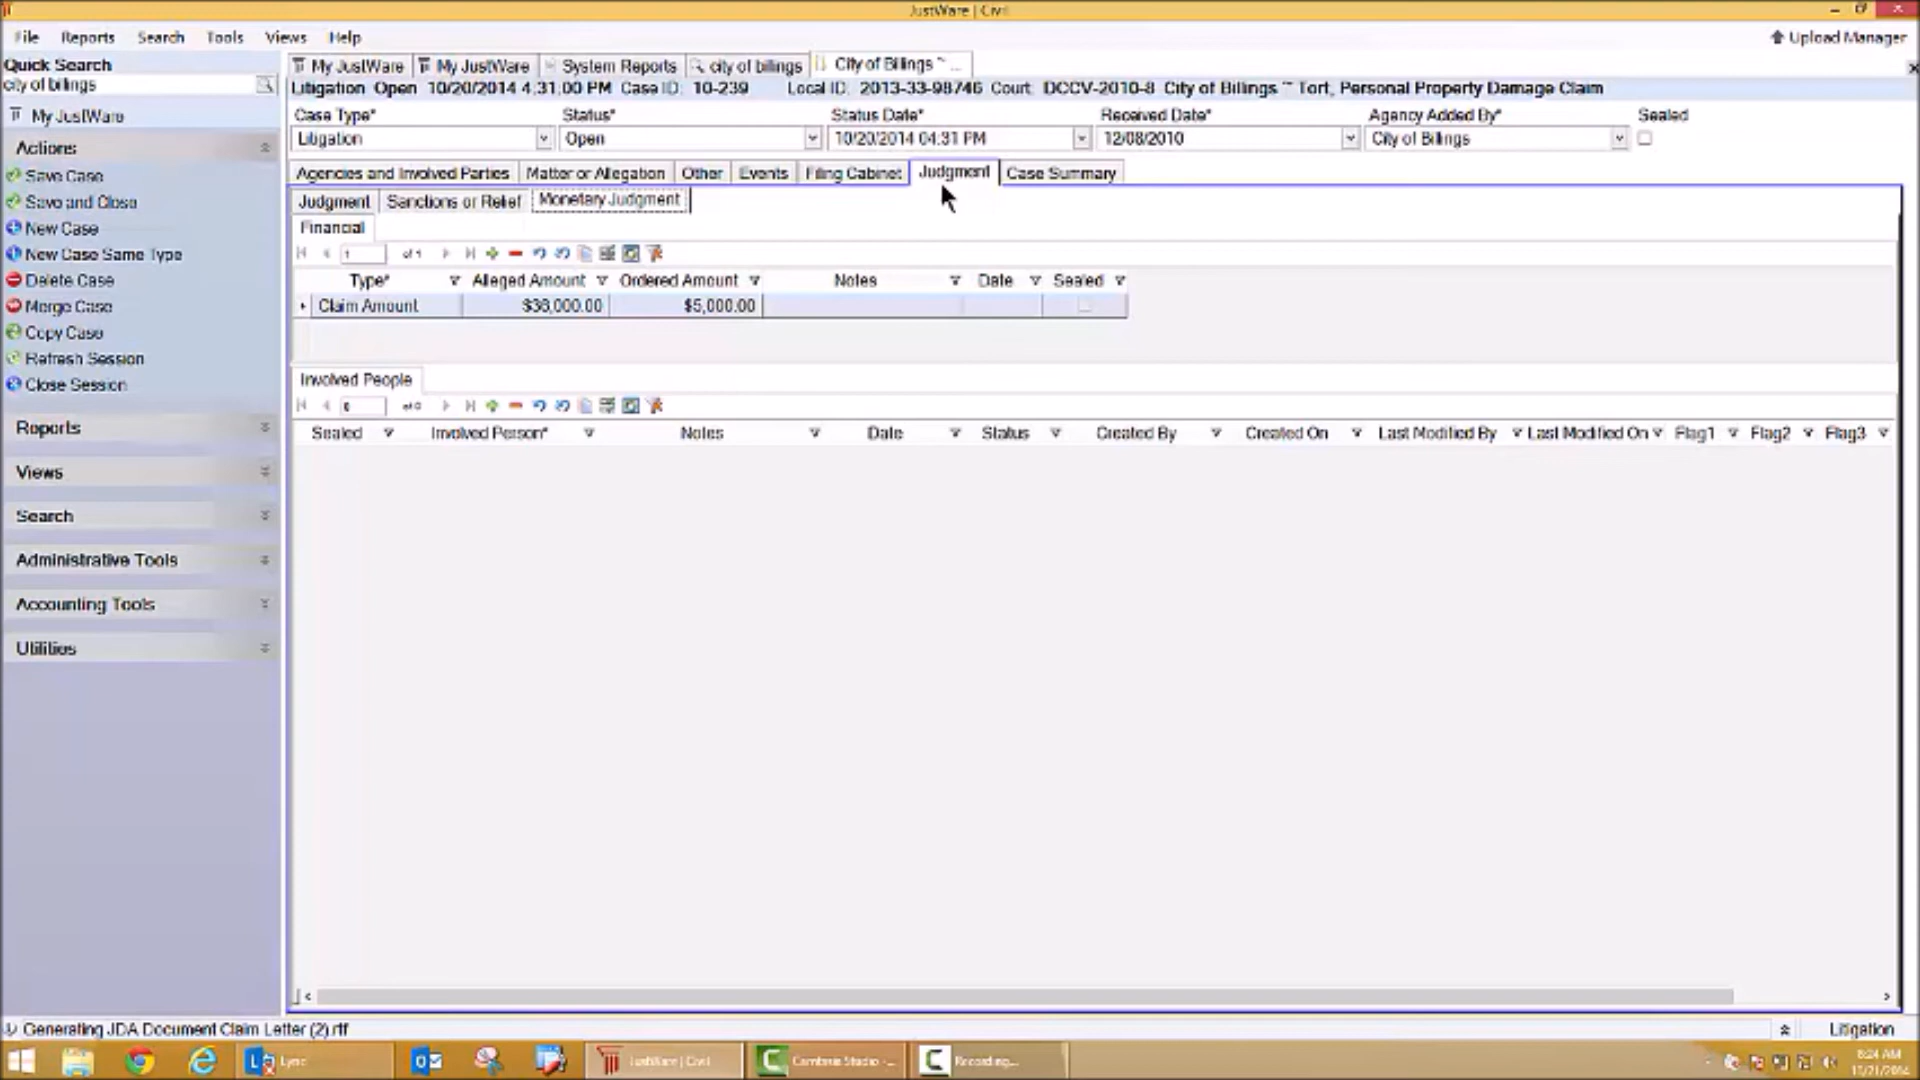 JustWare | Civil
File Reports Search Tools Views Help Upload Manager
Quick Search
city of billings
My JustWare My JustWare System Reports city of billings City of Billings ~ ...
Litigation Open 10/20/2014 4:31:00 PM Case ID: 10-239 Local ID: 2013-33-98746 Court: DCCV-2010-8 City of Billings ~ Tort, Personal Property Damage Claim
My JustWare
Case Type* Status* Status Date* Received Date* Agency Added By* Sealed
Litigation Open 10/20/2014 04:31 PM 12/08/2010 City of Billings
Actions
Save Case
Save and Close
New Case
New Case Same Type
Delete Case
Merge Case
Copy Case
Refresh Session
Close Session
Reports
Views
Search
Administrative Tools
Accounting Tools
Utilities
Agencies and Involved Parties Matter or Allegation Other Events Filing Cabinet Judgment Case Summary
Judgment Sanctions or Relief Monetary Judgment
Financial
1 of 1
Type* Alleged Amount Ordered Amount Notes Date Sealed
Claim Amount $36,000.00 $5,000.00
Involved People
0 of 0
Sealed Involved Person* Notes Date Status Created By Created On Last Modified By Last Modified On Flag1 Flag2 Flag3
Generating JDA Document Claim Letter (2).rtf Litigation
Lync JustWare | Civil Camtasia Studio -... Recording...
8:24 AM